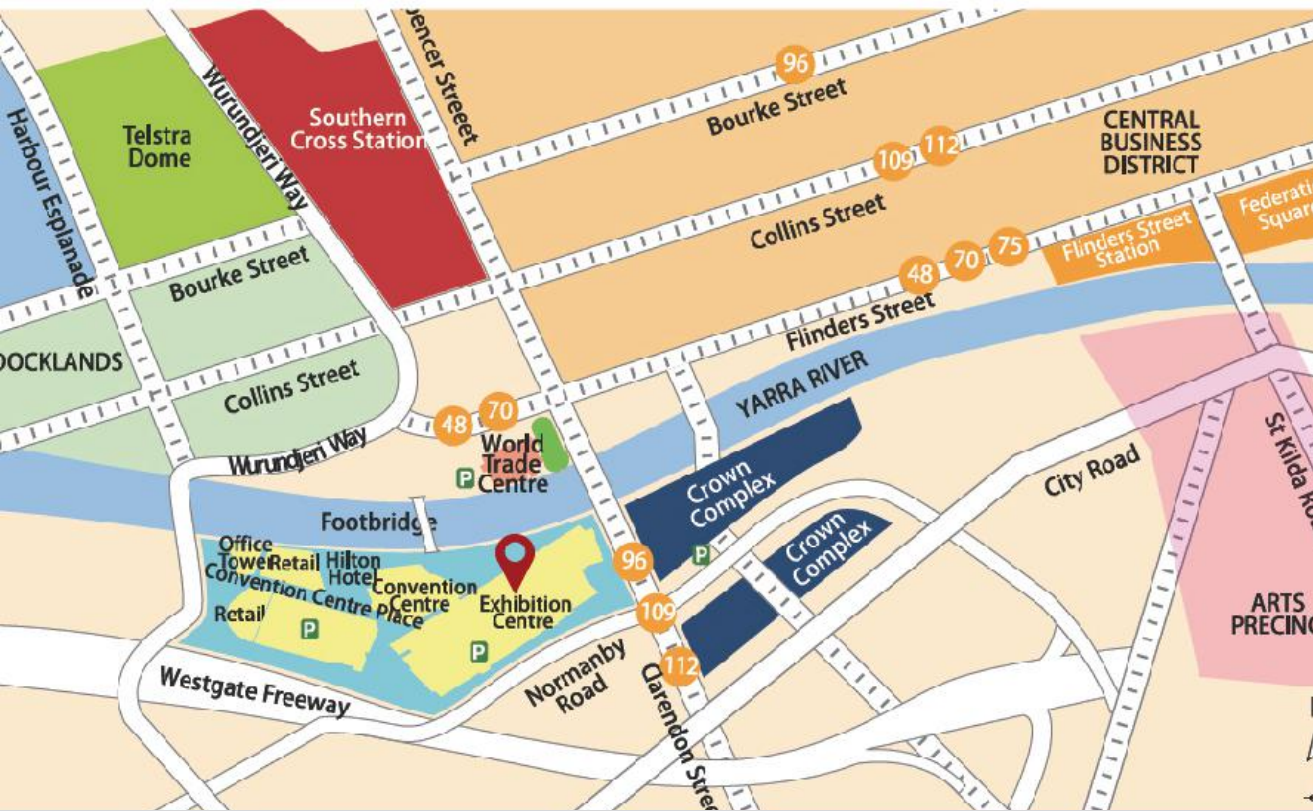 96
Bourke Street
Spencer Streeet
Wurundjeri Way
Southern
Cross Station
Telstra
Dome
Harbour Esplanade
109
112
CENTRAL
BUSINESS
DISTRICT
Collins Street
Federati
Square
Flinders Street
Station
48
70
75
Flinders Street
Bourke Street
DOCKLANDS
Collins Street
YARRA RIVER
48
70
World
Trade
Centre
P
Wurundjeri Way
Crown
Complex
City Road
St Kilda Ro
Footbridge
Office
Tower
Retail
Hilton
Hotel
Convention
Centre
Convention Centre Place
Exhibition
Centre
Retail
P
P
96
P
Crown
Complex
109
112
ARTS
PRECINC
Normanby
Road
Westgate Freeway
Clarendon Stree